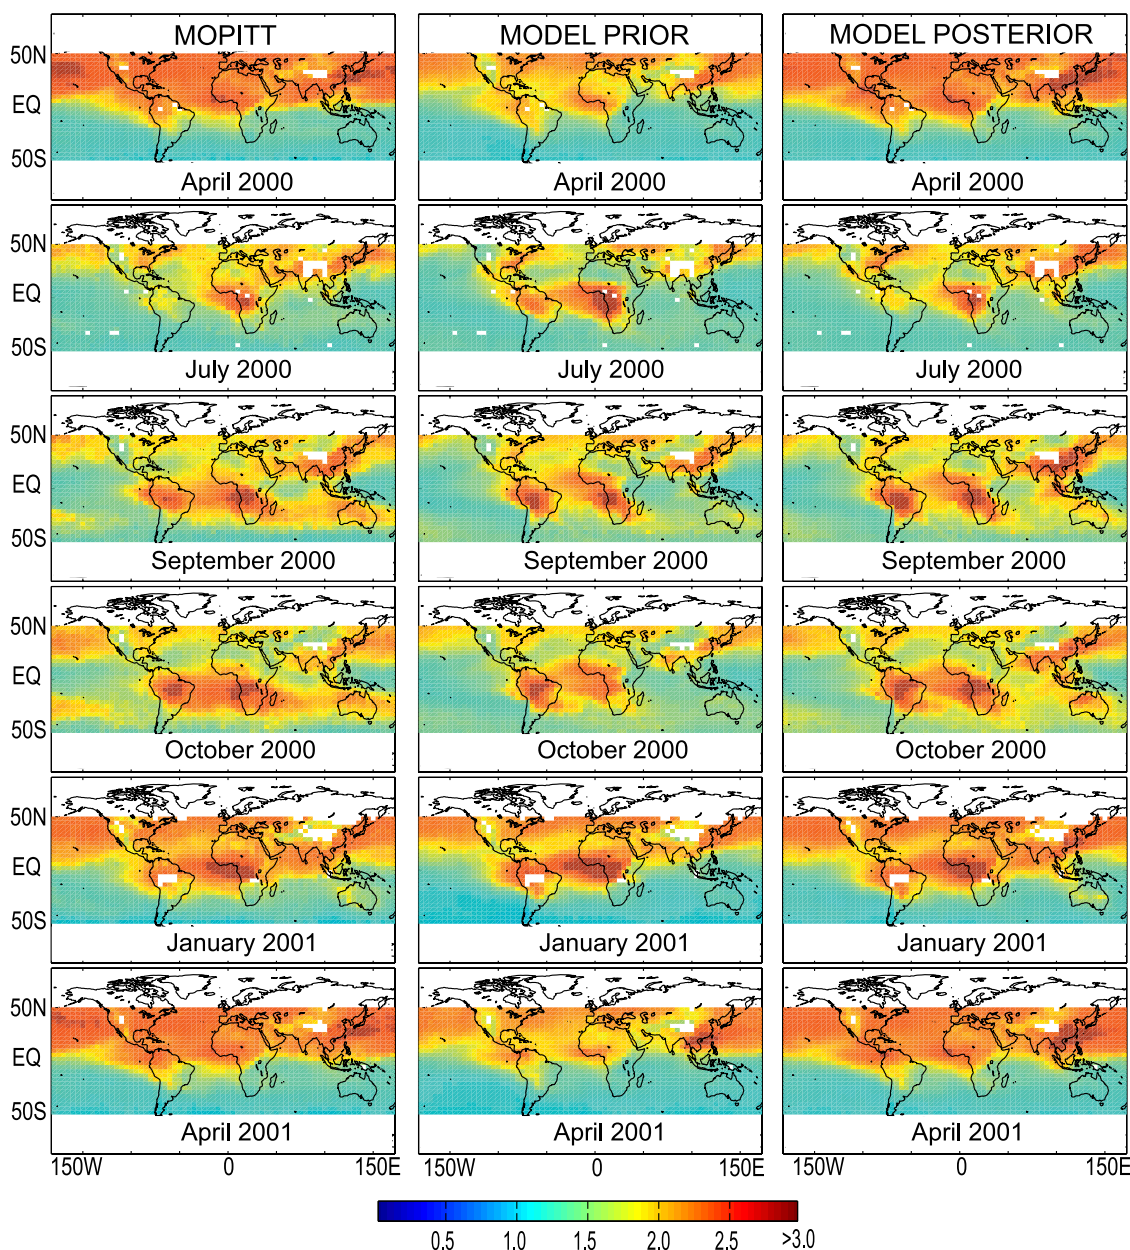 MOPITT MODEL PRIOR MODEL POSTERIOR
50N
EQ
50S
April 2000 April 2000 April 2000
50N
EQ
50S
July 2000 July 2000 July 2000
50N
EQ
50S
September 2000 September 2000 September 2000
50N
EQ
50S
October 2000 October 2000 October 2000
50N
EQ
50S
January 2001 January 2001 January 2001
50N
EQ
50S
April 2001 April 2001 April 2001
150W 0 150E 150W 0 150E 150W 0 150E
0.5 1.0 1.5 2.0 2.5 >3.0